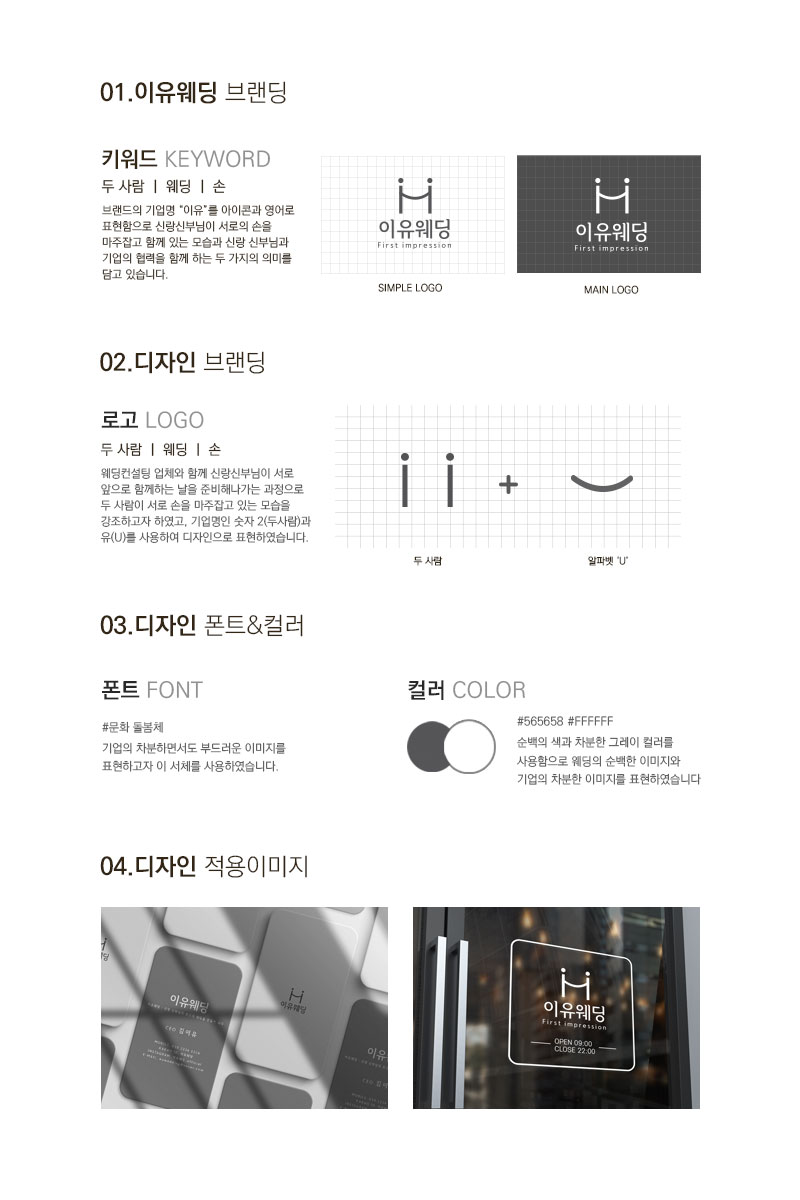 01.이유웨딩 브랜딩
키워드 KEYWORD
두 사람 | 웨딩 | 손
브랜드의 기업명 "이유"를 아이콘과 영어로
표현함으로 신랑신부님이 서로의 손을
마주잡고 함께 있는 모습과 신랑 신부님과
기업의 협력을 함께 하는 두 가지의 의미를
담고 있습니다.
이유웨딩
First impression
SIMPLE LOGO
이유웨딩
First impression
MAIN LOGO
02.디자인 브랜딩
로고 LOGO
두 사람 | 웨딩 | 손
웨딩컨설팅 업체와 함께 신랑신부님이 서로
앞으로 함께하는 날을 준비해나가는 과정으로
두 사람이 서로 손을 마주잡고 있는 모습을
강조하고자 하였고, 기업명인 숫자 2(두사람)과
유(U)를 사용하여 디자인으로 표현하였습니다.
+
두 사람
알파벳 'U'
03.디자인 폰트&컬러
폰트 FONT
#문화 돌봄체
기업의 차분하면서도 부드러운 이미지를
표현하고자 이 서체를 사용하였습니다.
컬러 COLOR
#565658 #FFFFFF
순백의 색과 차분한 그레이 컬러를
사용함으로 웨딩의 순백한 이미지와
기업의 차분한 이미지를 표현하였습니다
04.디자인 적용이미지
이유웨딩
CEO 김이유
이유웨딩
이유웨딩
First impression
OPEN 09:00
CLOSE 22:00